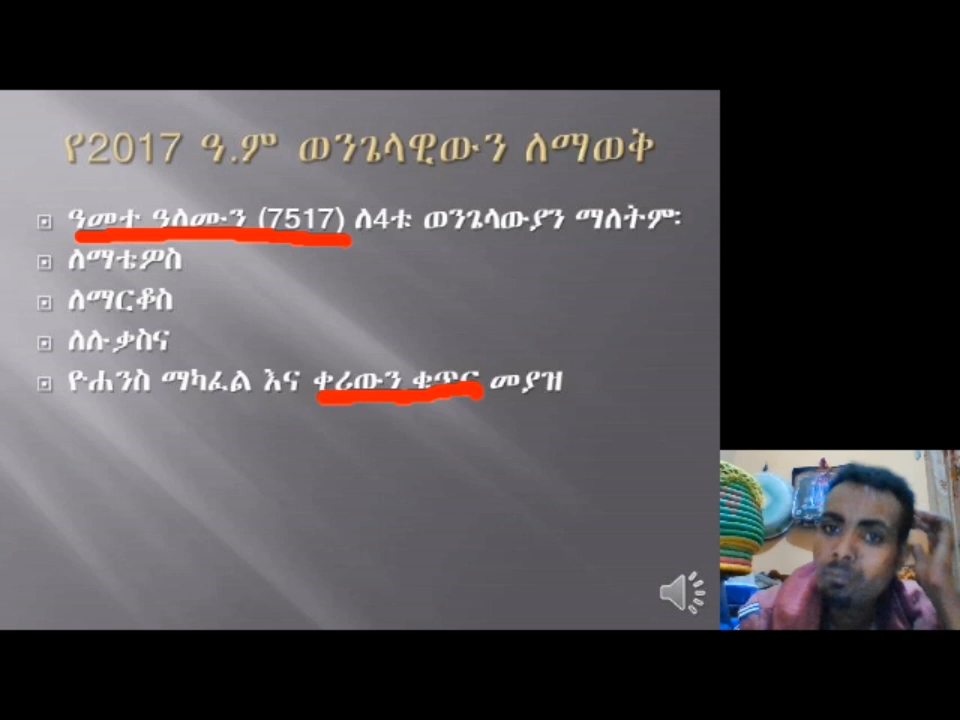 የ2017 ዓ.ም ወንጌላዊውን ለማወቅ
ዓመተ ዓለሙን (7517) ለ4ቱ ወንጌላውያን ማለትም፡
ለማቴዎስ
ለማርቆስ
ለሉቃስና
ዮሐንስ ማካፈል እና ቀሪውን ቁጥር መያዝ